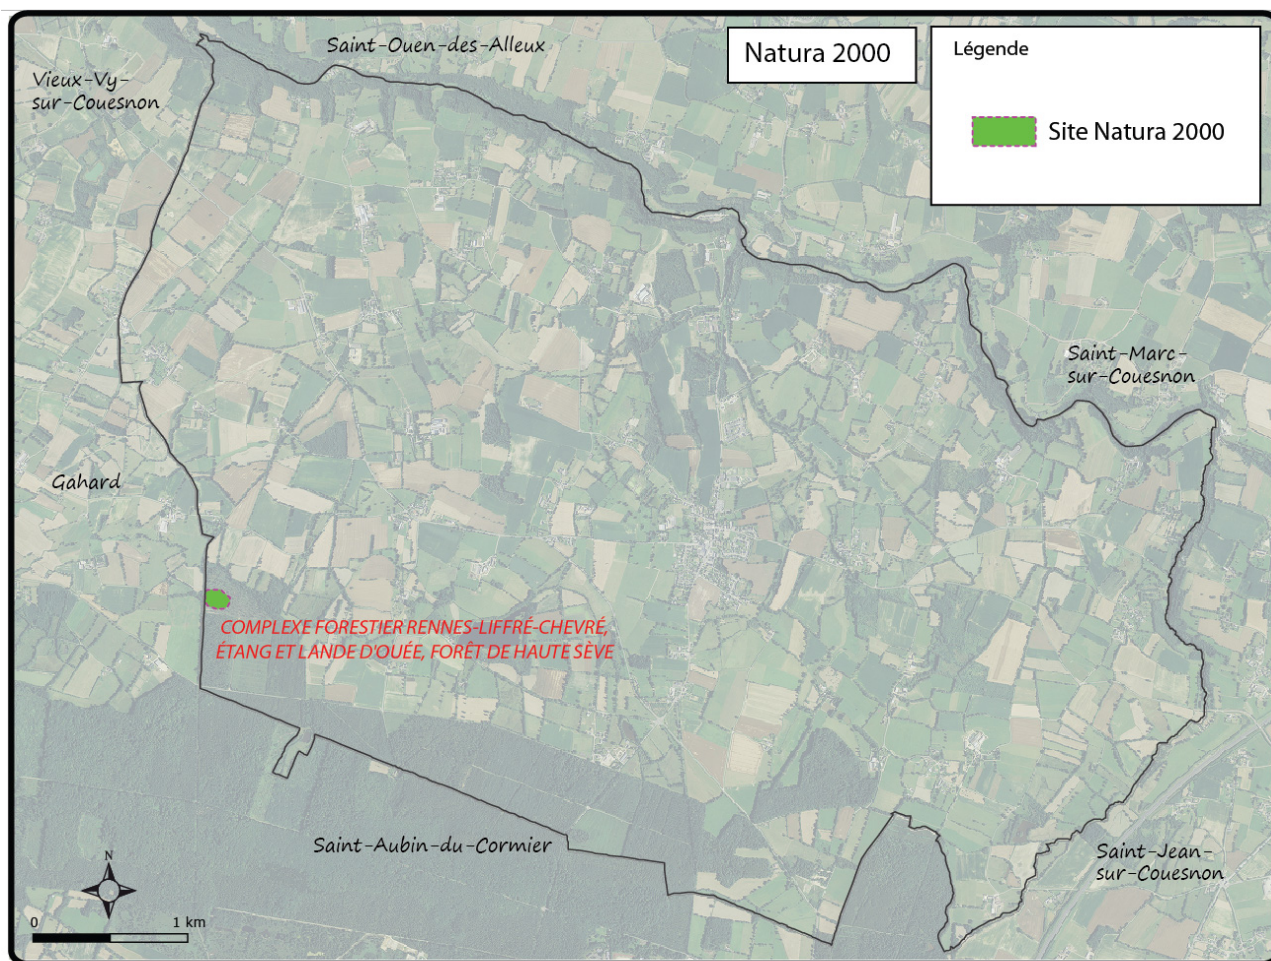 Saint-Ouen-des-Alleux
Natura 2000
Légende
Vieux-Vy-
sur-Couesnon
Site Natura 2000
Saint-Marc-
sur-Couesnon
Gahard
COMPLEXE FORESTIER RENNES-LIFFRÉ-CHEVRÉ,
ÉTANG ET LANDE D'OUÉE, FORÊT DE HAUTE SÈVE
Saint-Aubin-du-Cormier
Saint-Jean-
sur-Couesnon
N
0 1 km